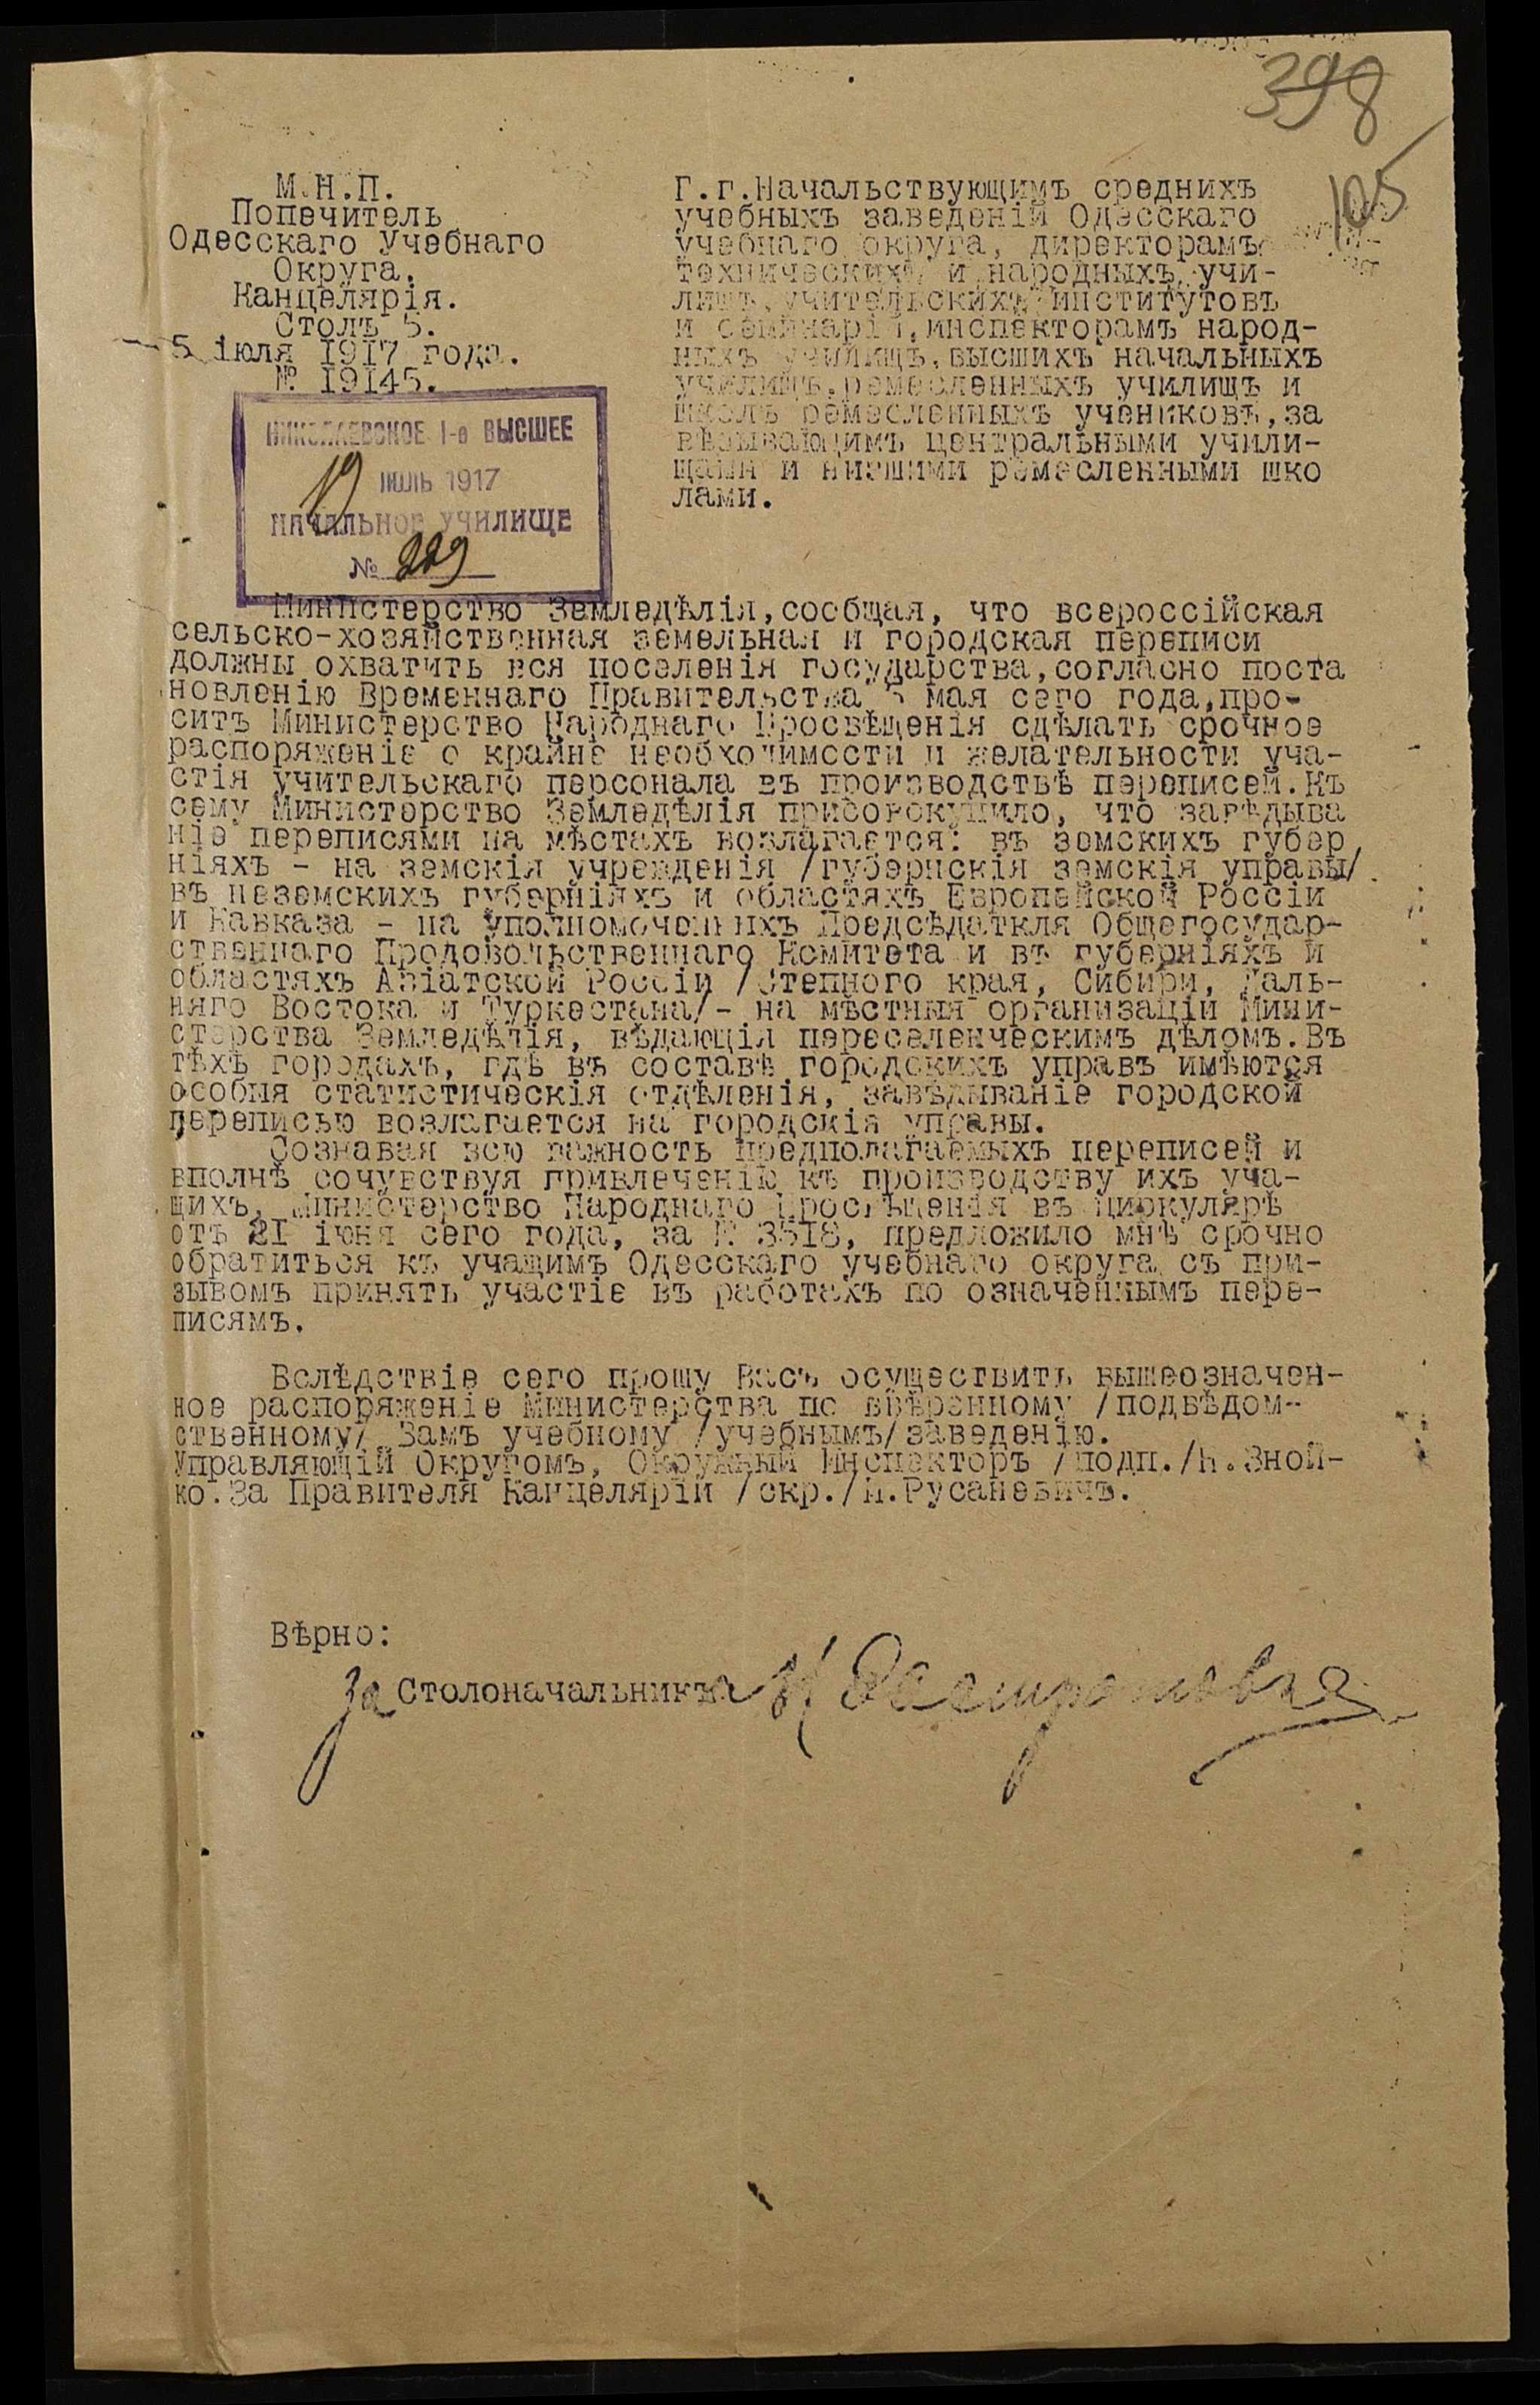 398
105
М.Н.П.
Попечитель
Одесскаго Учебнаго
Округа.
Канцелярія.
Столъ 5.
5 іюля 1917 года.
№ 19145.
Г.г.Начальствующимъ среднихъ
учебныхъ заведеній Одесскаго
учебнаго округа, директорамъ
техническихъ и народныхъ учи-
лищъ, учительскихъ институтовъ
и семинарій, инспекторамъ народ-
ныхъ училищъ, высшихъ начальныхъ
училищъ, ремесленныхъ училищъ и
школъ ремесленныхъ учениковъ, за
вѣдывающимъ центральными учили-
щами и низшими ремесленными шко
лами.
НИКОЛАЕВСКОЕ 1-е ВЫСШЕЕ
19 ІЮЛЬ 1917
НАЧАЛЬНОЕ УЧИЛИЩЕ
№ 229
Министерство Земледѣлія, сообщая, что всероссійская
сельско-хозяйственная земельная и городская переписи
должны охватить вся поселенія государства, согласно поста
новленію Временнаго Правительства 5 мая сего года, про-
ситъ Министерство Народнаго Просвѣщенія сдѣлать срочное
распоряженіе о крайне необходимости и желательности уча-
стія учительскаго персонала въ производствѣ переписей. Къ
сему Министерство Земледѣлія присовокупило, что завѣдыва
ніе переписями на мѣстахъ возлагается: въ земскихъ губер
ніяхъ - на земскія учрежденія /губернскія земскія управы/
въ неземскихъ губерніяхъ и областяхъ Европейской Россіи
и Кавказа - на уполномоченныхъ Предсѣдаткля Общегосудар-
ственнаго Продовольственнаго Комитета и въ губерніяхъ и
областяхъ Азіатской Россіи /Степного края, Сибири, Даль-
няго Востока и Туркестана/- на мѣстныя организаціи Мини-
стерства Земледѣлія, вѣдающія переселенческимъ дѣломъ. Въ
тѣхъ городахъ, гдѣ въ составѣ городскихъ управъ имѣются
особыя статистическія отдѣленія, завѣдываніе городской
переписью возлагается на городскія управы.
Сознавая всю важность предполагаемыхъ переписей и
вполнѣ сочувствуя привлеченію къ производству ихъ уча-
щихъ, Министерство Народнаго Просвѣщенія въ циркулярѣ
отъ 21 іюня сего года, за № 3518, предложило мнѣ срочно
обратиться къ учащимъ Одесскаго учебнаго округа съ при-
зывомъ принять участіе въ работахъ по означеннымъ пере-
писямъ.
Вслѣдствіе сего прошу Васъ осуществить вышеозначен-
ное распоряженіе Министерства по ввѣренному /подвѣдом-
ственному/ Вамъ учебному /учебнымъ/ заведенію.
Управляющій Округомъ, Окружный Инспекторъ /подп./Н.Зной-
ко. За Правителя Канцеляріи /скр./И.Русаневичъ.
Вѣрно:
За Столоначальника